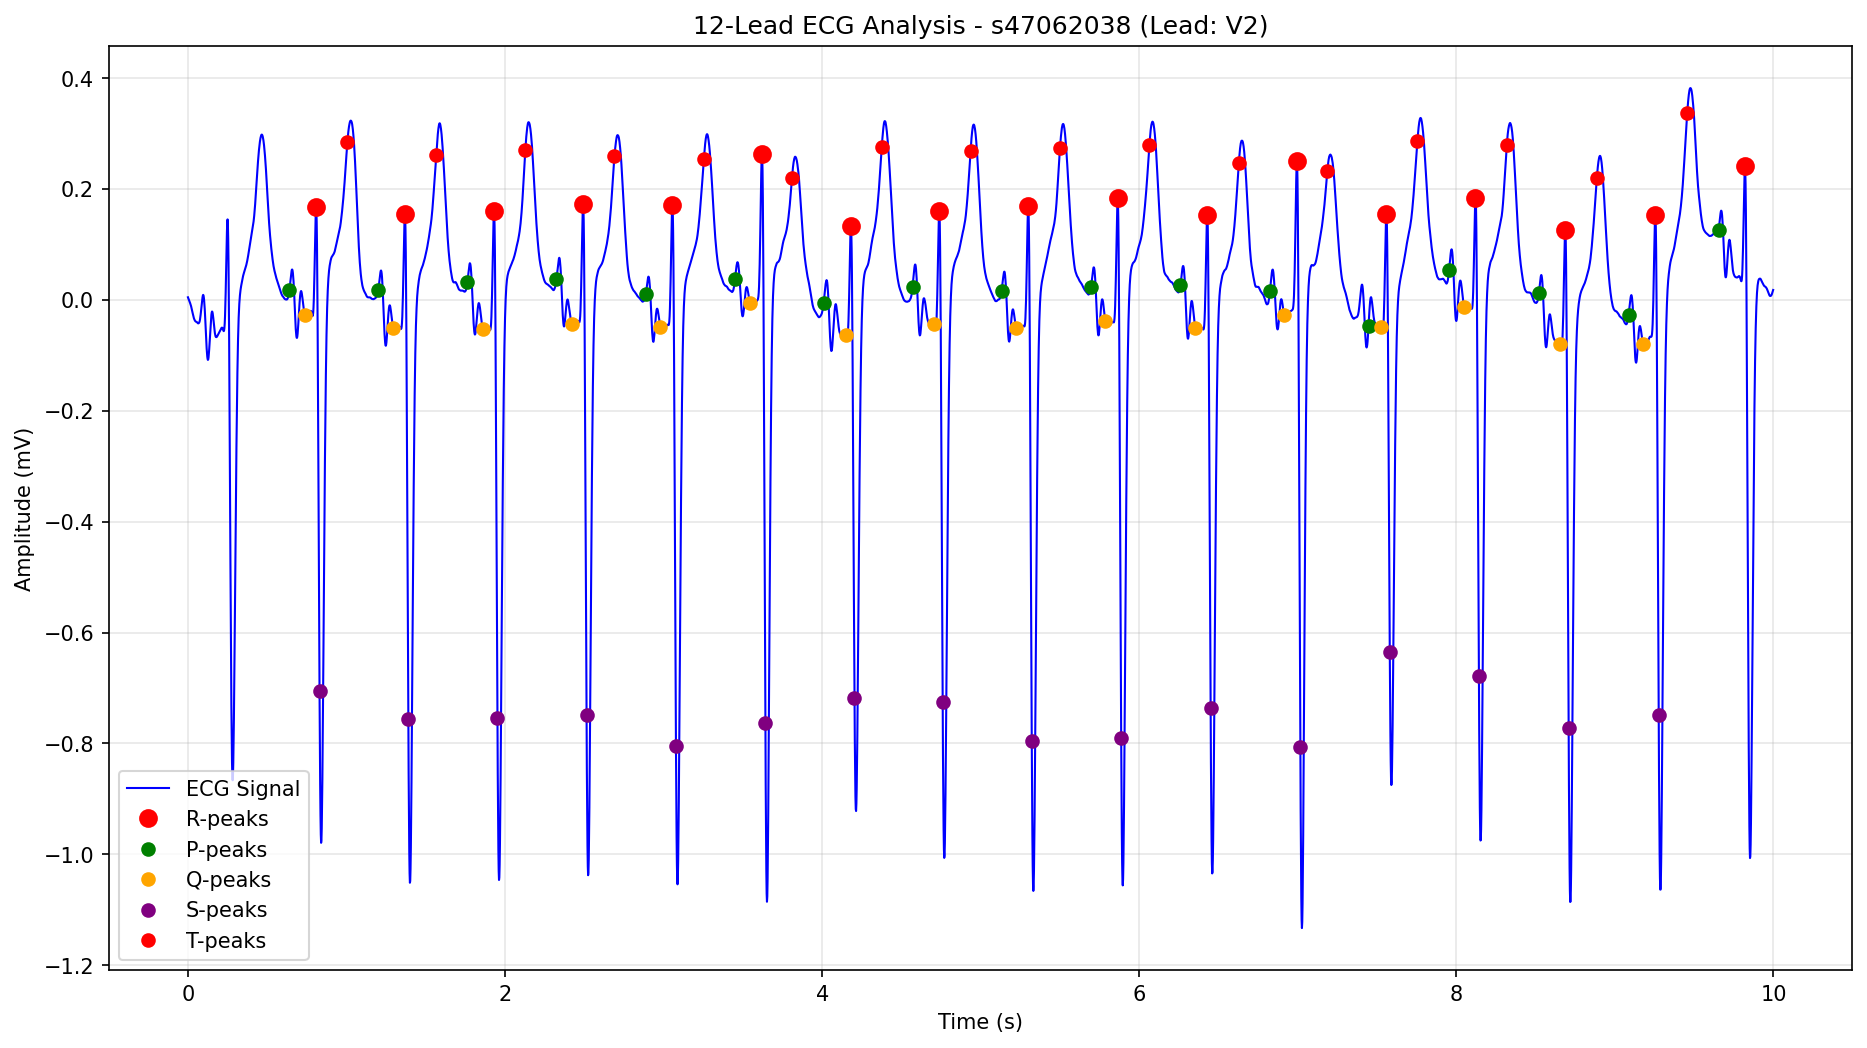 12-Lead ECG Analysis - s47062038 (Lead: V2)
Amplitude (mV)
0.4
0.2
0.0
−0.2
−0.4
−0.6
−0.8
−1.0
−1.2
ECG Signal
R-peaks
P-peaks
Q-peaks
S-peaks
T-peaks
0 2 4 6 8 10
Time (s)